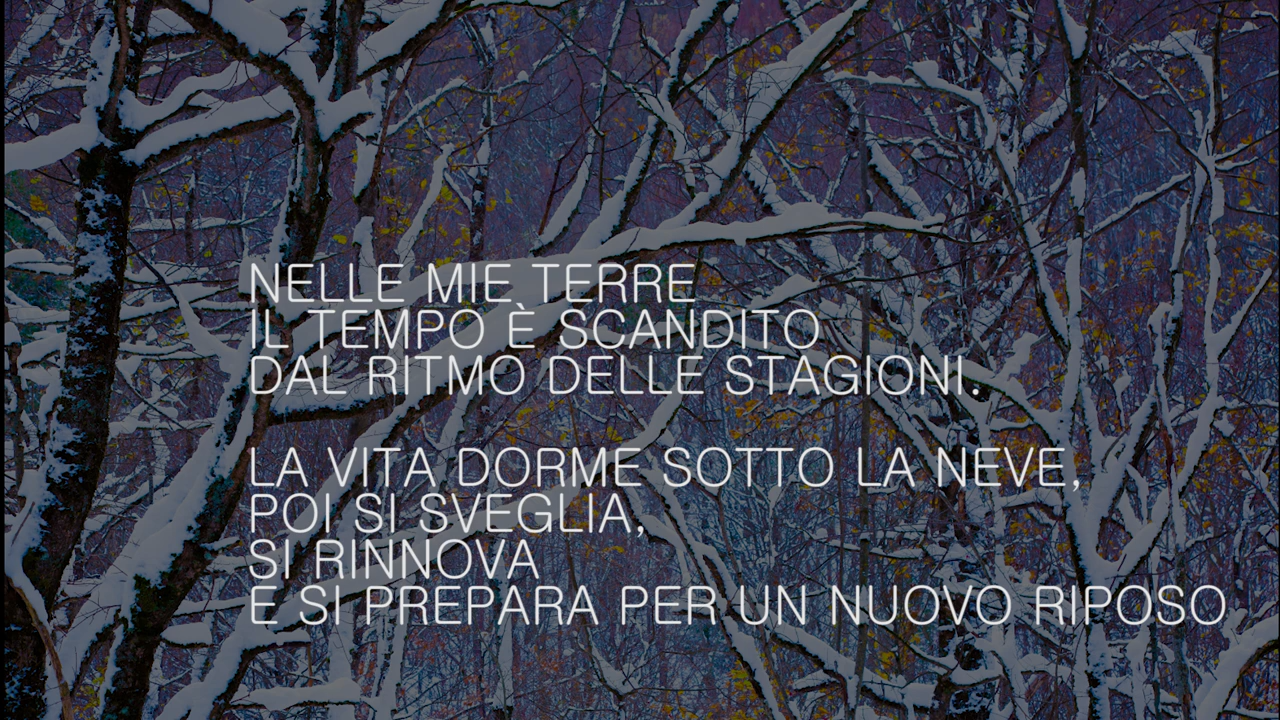 NELLE MIE TERRE
IL TEMPO È SCANDITO
DAL RITMO DELLE STAGIONI.
LA VITA DORME SOTTO LA NEVE,
POI SI SVEGLIA,
SI RINNOVA
E SI PREPARA PER UN NUOVO RIPOSO